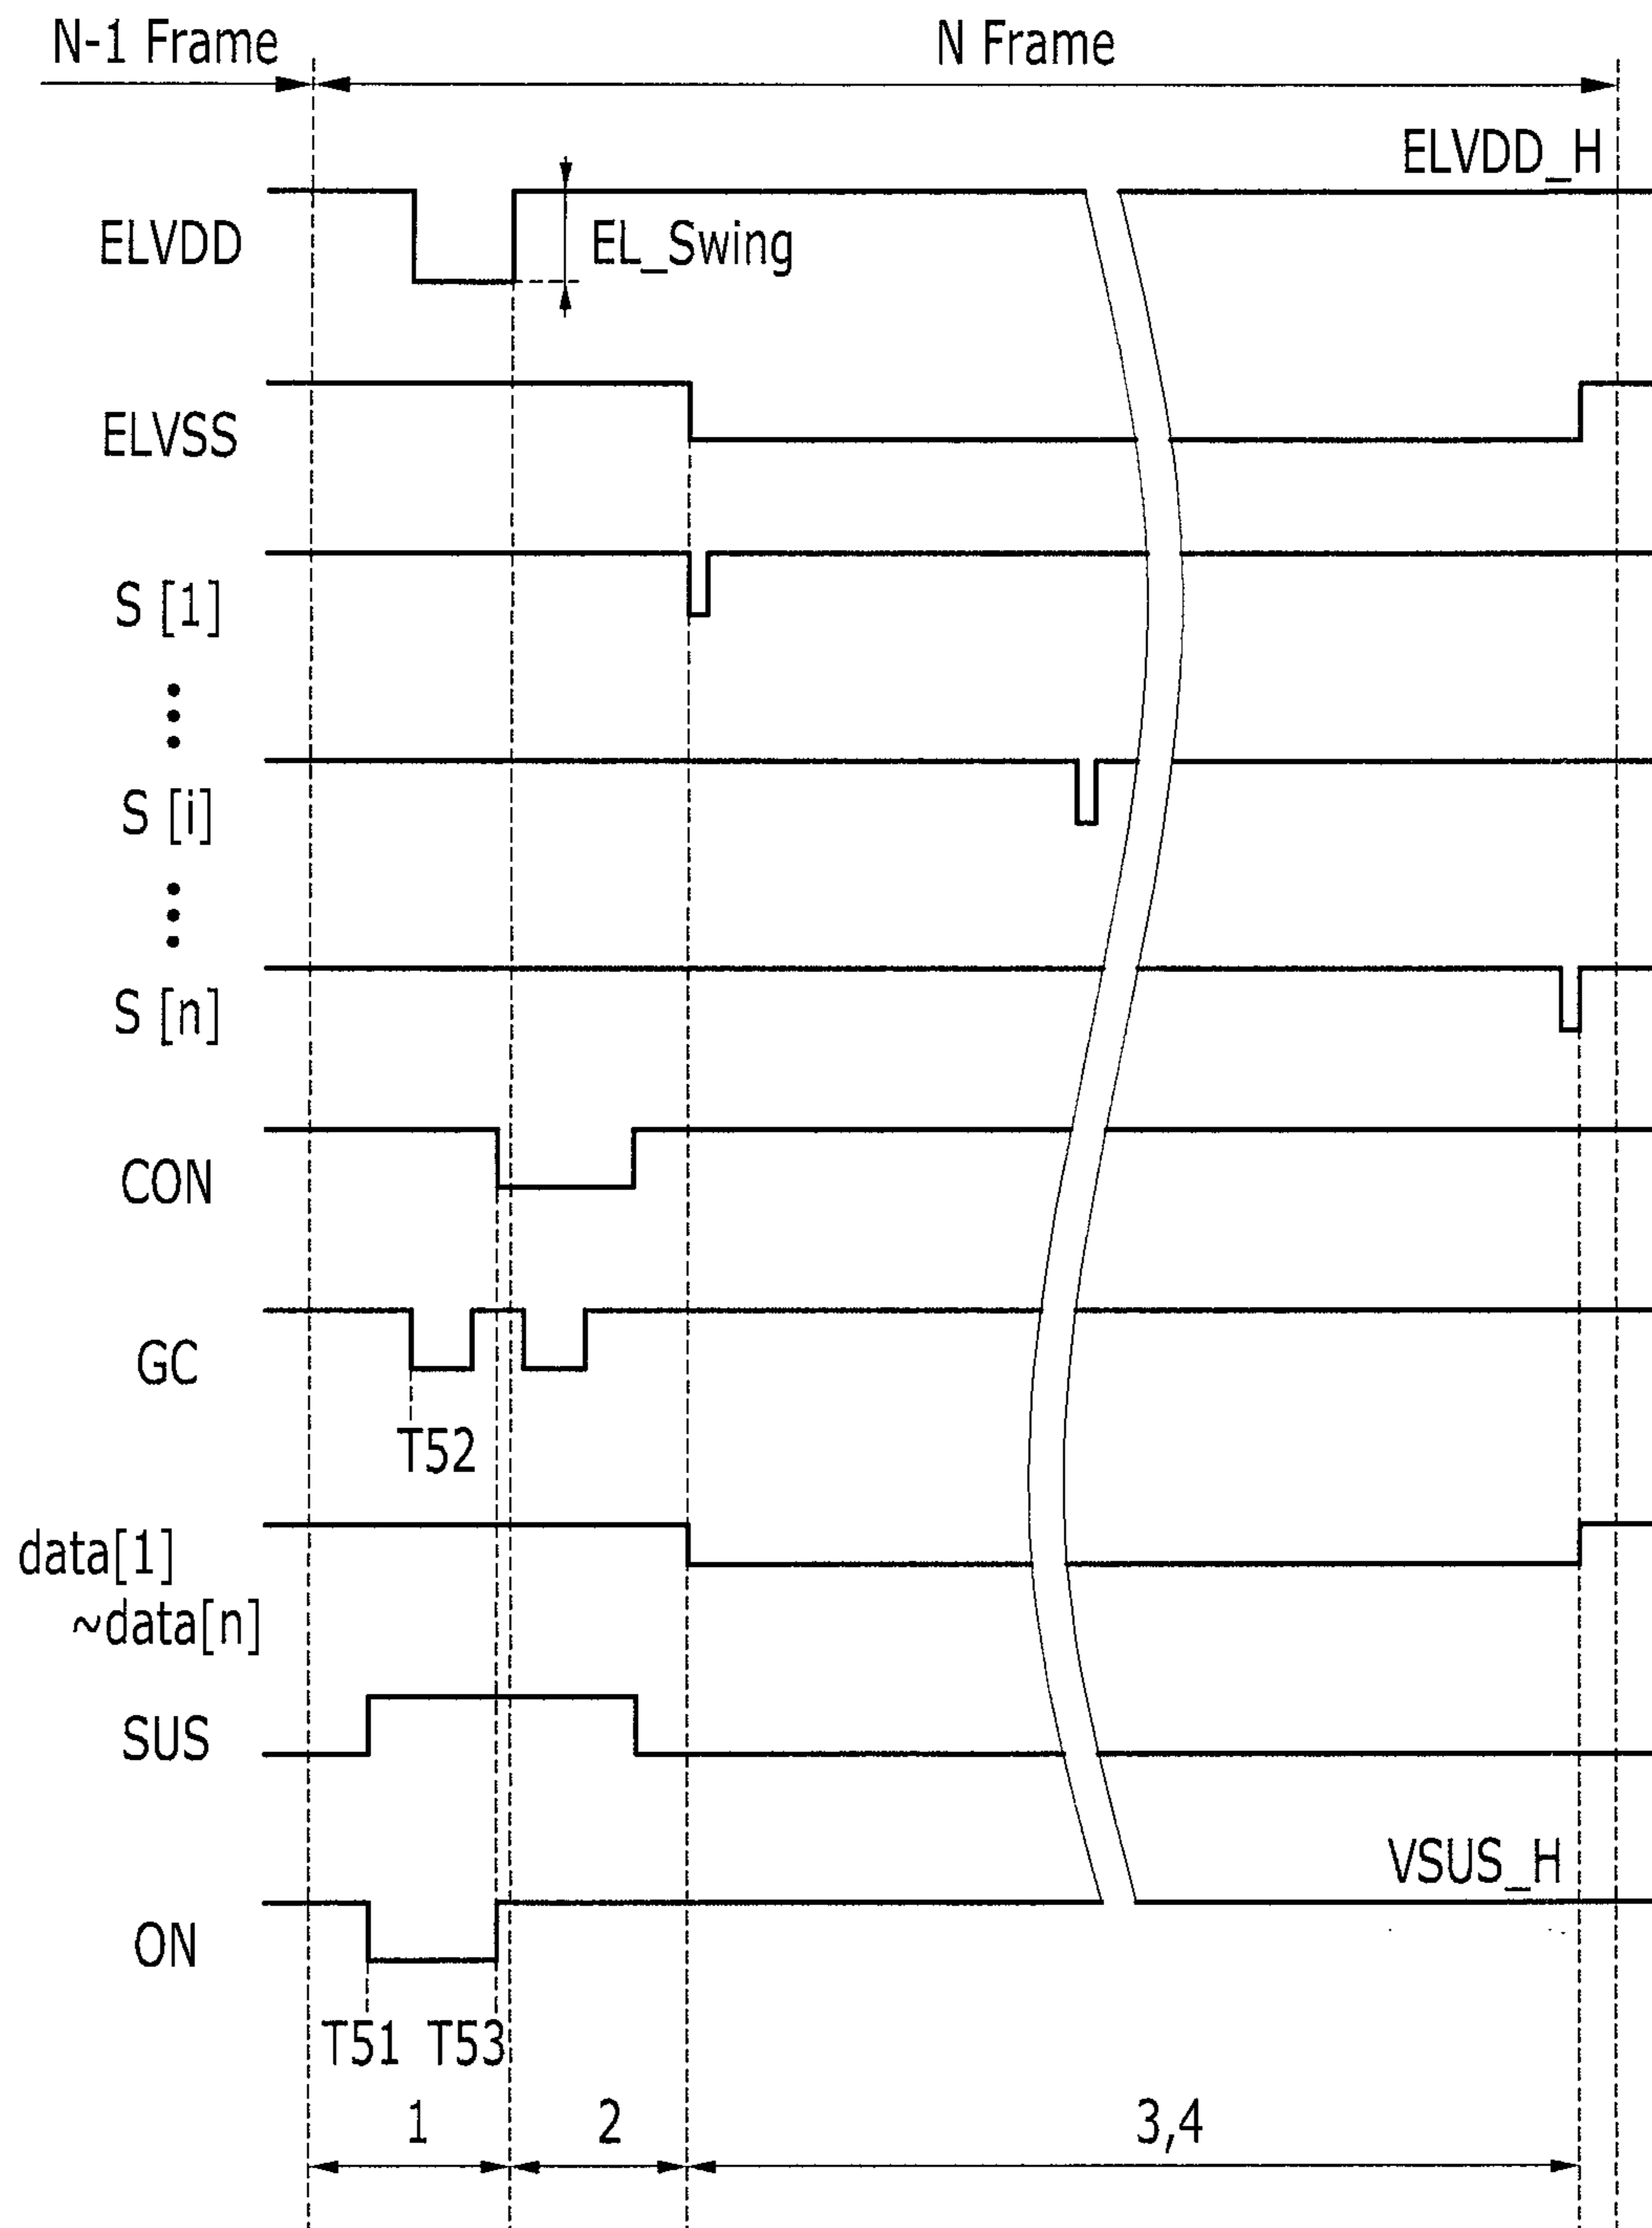 N-1 Frame
N Frame
ELVDD_H
ELVDD
EL_Swing
ELVSS
S [1]
S [i]
S [n]
CON
GC
T52
data[1]
~data[n]
SUS
VSUS_H
ON
T51
T53
1
2
3,4